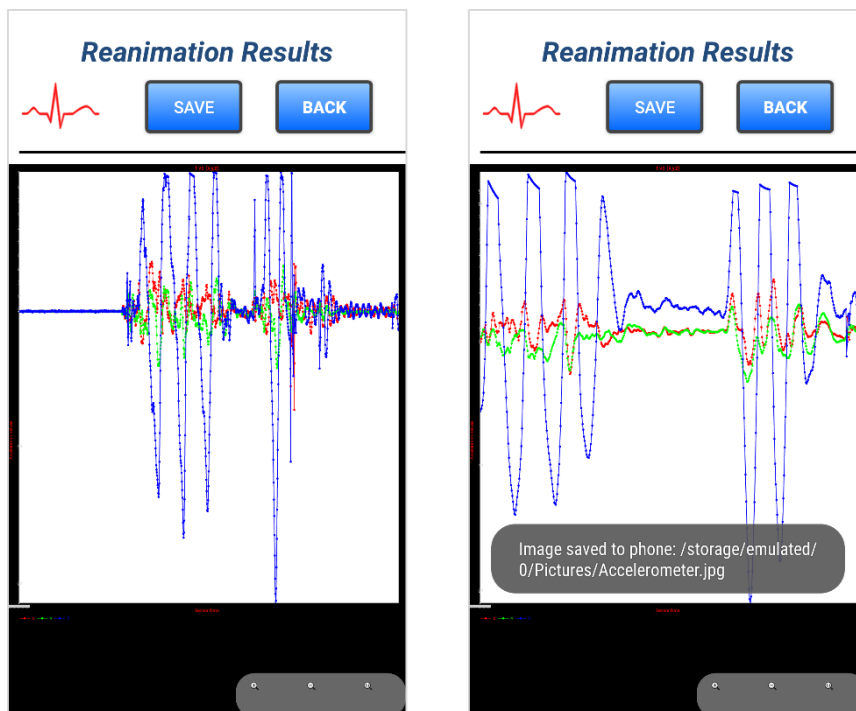 Reanimation Results
SAVE
BACK
Reanimation Results
SAVE
BACK
Image saved to phone: /storage/emulated/
0/Pictures/Accelerometer.jpg